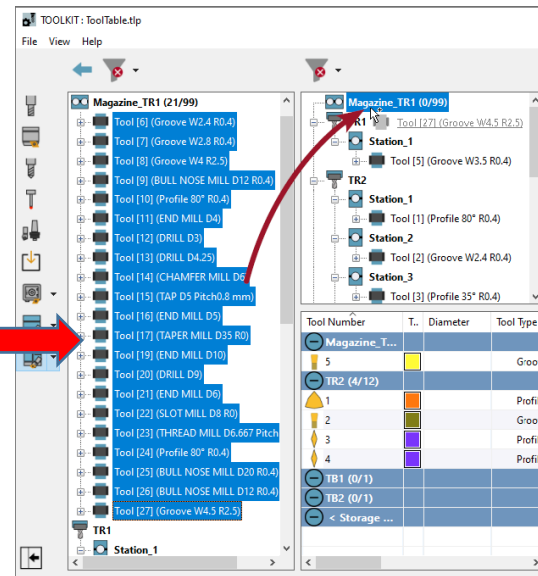 TOOLKIT : ToolTable.tlp
File View Help
Magazine_TR1 (21/99)
Tool [6] (Groove W2.4 R0.4)
Tool [7] (Groove W2.8 R0.4)
Tool [8] (Groove W4 R2.5)
Tool [9] (BULL NOSE MILL D12 R0.4)
Tool [10] (Profile 80° R0.4)
Tool [11] (END MILL D4)
Tool [12] (DRILL D3)
Tool [13] (DRILL D4.25)
Tool [14] (CHAMFER MILL D6
Tool [15] (TAP D5 Pitch0.8 mm)
Tool [16] (END MILL D5)
Tool [17] (TAPER MILL D35 R0)
Tool [19] (END MILL D10)
Tool [20] (DRILL D9)
Tool [21] (END MILL D6)
Tool [22] (SLOT MILL D8 R0)
Tool [23] (THREAD MILL D6.667 Pitch
Tool [24] (Profile 80° R0.4)
Tool [25] (BULL NOSE MILL D20 R0.4)
Tool [26] (BULL NOSE MILL D12 R0.4)
Tool [27] (Groove W4.5 R2.5)
TR1
Station_1
Magazine_TR1 (0/99)
TR1 Tool [27] (Groove W4.5 R2.5)
Station_1
Tool [5] (Groove W3.5 R0.4)
TR2
Station_1
Tool [1] (Profile 80° R0.4)
Station_2
Tool [2] (Groove W2.4 R0.4)
Station_3
Tool [3] (Profile 35° R0.4)
Tool Number T.. Diameter Tool Type
Magazine_T...
5 Groo
TR2 (4/12)
1 Profil
2 Groo
3 Profil
4 Profil
TB1 (0/1)
TB2 (0/1)
< Storage ...